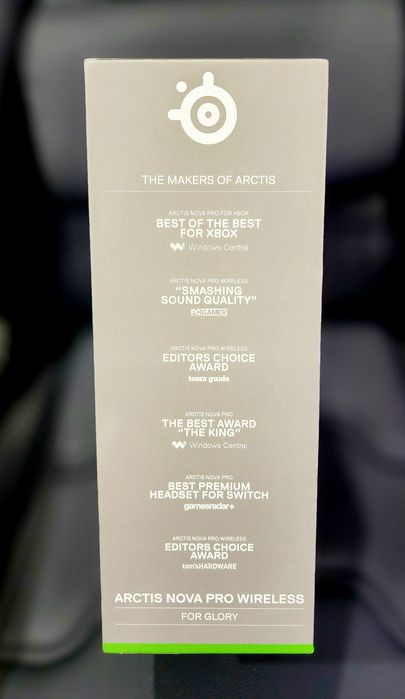 THE MAKERS OF ARCTIS
ARCTIS NOVA PRO FOR XBOX
BEST OF THE BEST
FOR XBOX
Windows Central
ARCTIS NOVA PRO WIRELESS
“SMASHING
SOUND QUALITY”
PCGAMER
ARCTIS NOVA PRO WIRELESS
EDITORS CHOICE
AWARD
tom's guide
ARCTIS NOVA PRO
THE BEST AWARD
“THE KING”
Windows Central
ARCTIS NOVA PRO
BEST PREMIUM
HEADSET FOR SWITCH
gamesradar+
ARCTIS NOVA PRO WIRELESS
EDITORS CHOICE
AWARD
tom'sHARDWARE
ARCTIS NOVA PRO WIRELESS
FOR GLORY